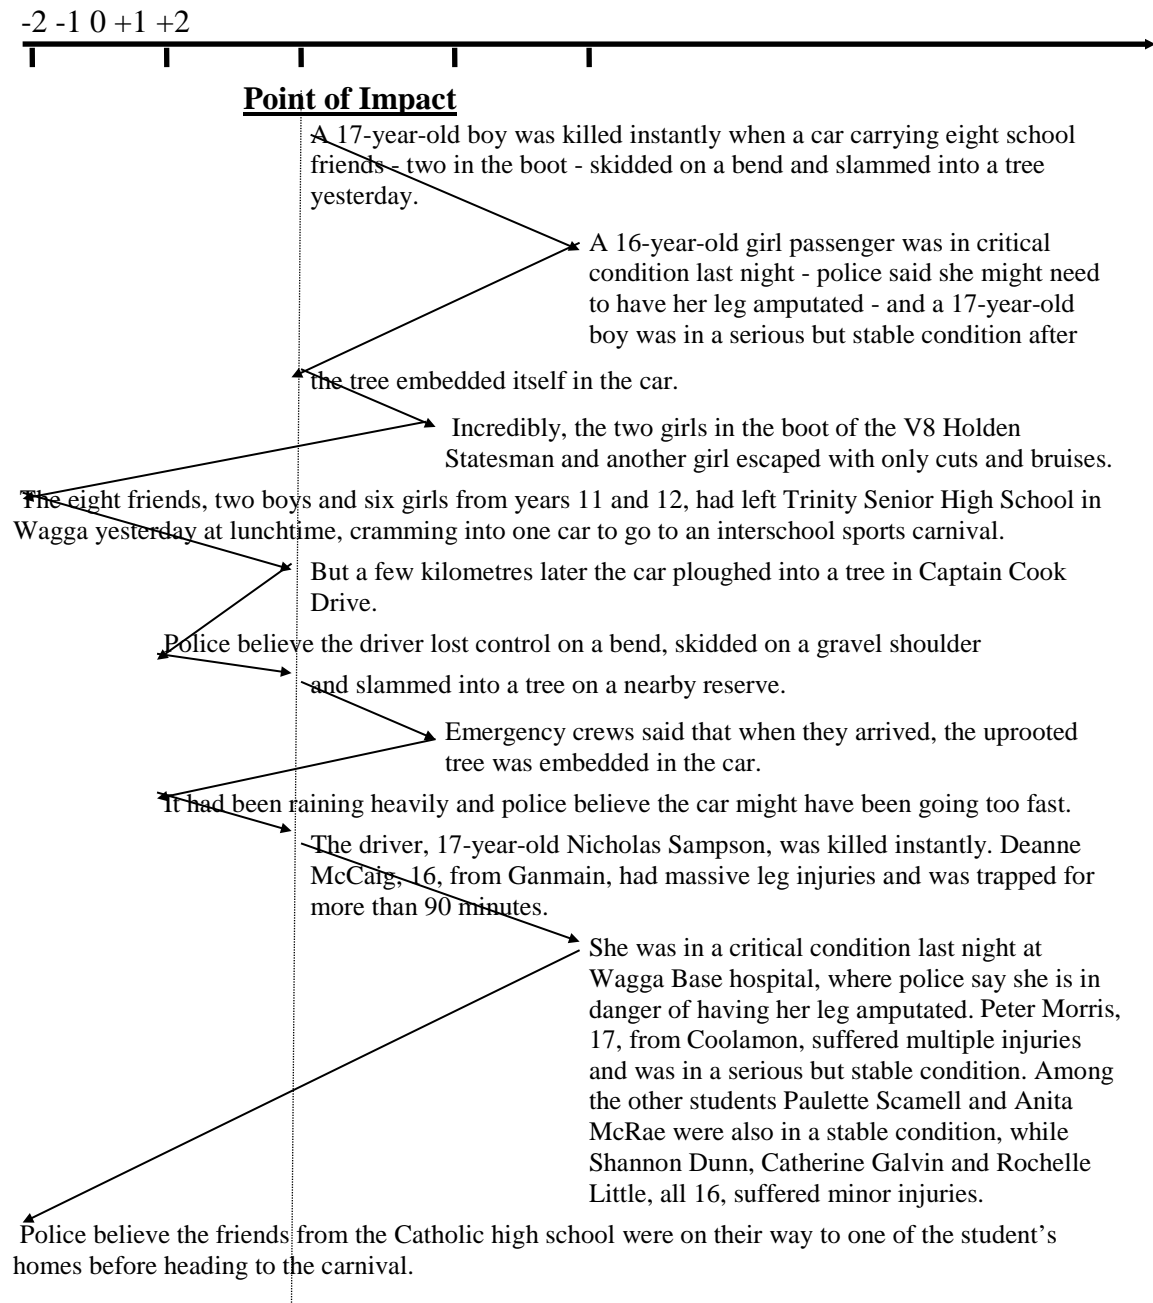 -2 -1 0 +1 +2
Point of Impact
A 17-year-old boy was killed instantly when a car carrying eight school
friends - two in the boot - skidded on a bend and slammed into a tree
yesterday.
A 16-year-old girl passenger was in critical
condition last night - police said she might need
to have her leg amputated - and a 17-year-old
boy was in a serious but stable condition after
the tree embedded itself in the car.
Incredibly, the two girls in the boot of the V8 Holden
Statesman and another girl escaped with only cuts and bruises.
The eight friends, two boys and six girls from years 11 and 12, had left Trinity Senior High School in
Wagga yesterday at lunchtime, cramming into one car to go to an interschool sports carnival.
But a few kilometres later the car ploughed into a tree in Captain Cook
Drive.
Police believe the driver lost control on a bend, skidded on a gravel shoulder
and slammed into a tree on a nearby reserve.
Emergency crews said that when they arrived, the uprooted
tree was embedded in the car.
It had been raining heavily and police believe the car might have been going too fast.
The driver, 17-year-old Nicholas Sampson, was killed instantly. Deanne
McCaig, 16, from Ganmain, had massive leg injuries and was trapped for
more than 90 minutes.
She was in a critical condition last night at
Wagga Base hospital, where police say she is in
danger of having her leg amputated. Peter Morris,
17, from Coolamon, suffered multiple injuries
and was in a serious but stable condition. Among
the other students Paulette Scamell and Anita
McRae were also in a stable condition, while
Shannon Dunn, Catherine Galvin and Rochelle
Little, all 16, suffered minor injuries.
Police believe the friends from the Catholic high school were on their way to one of the student's
homes before heading to the carnival.